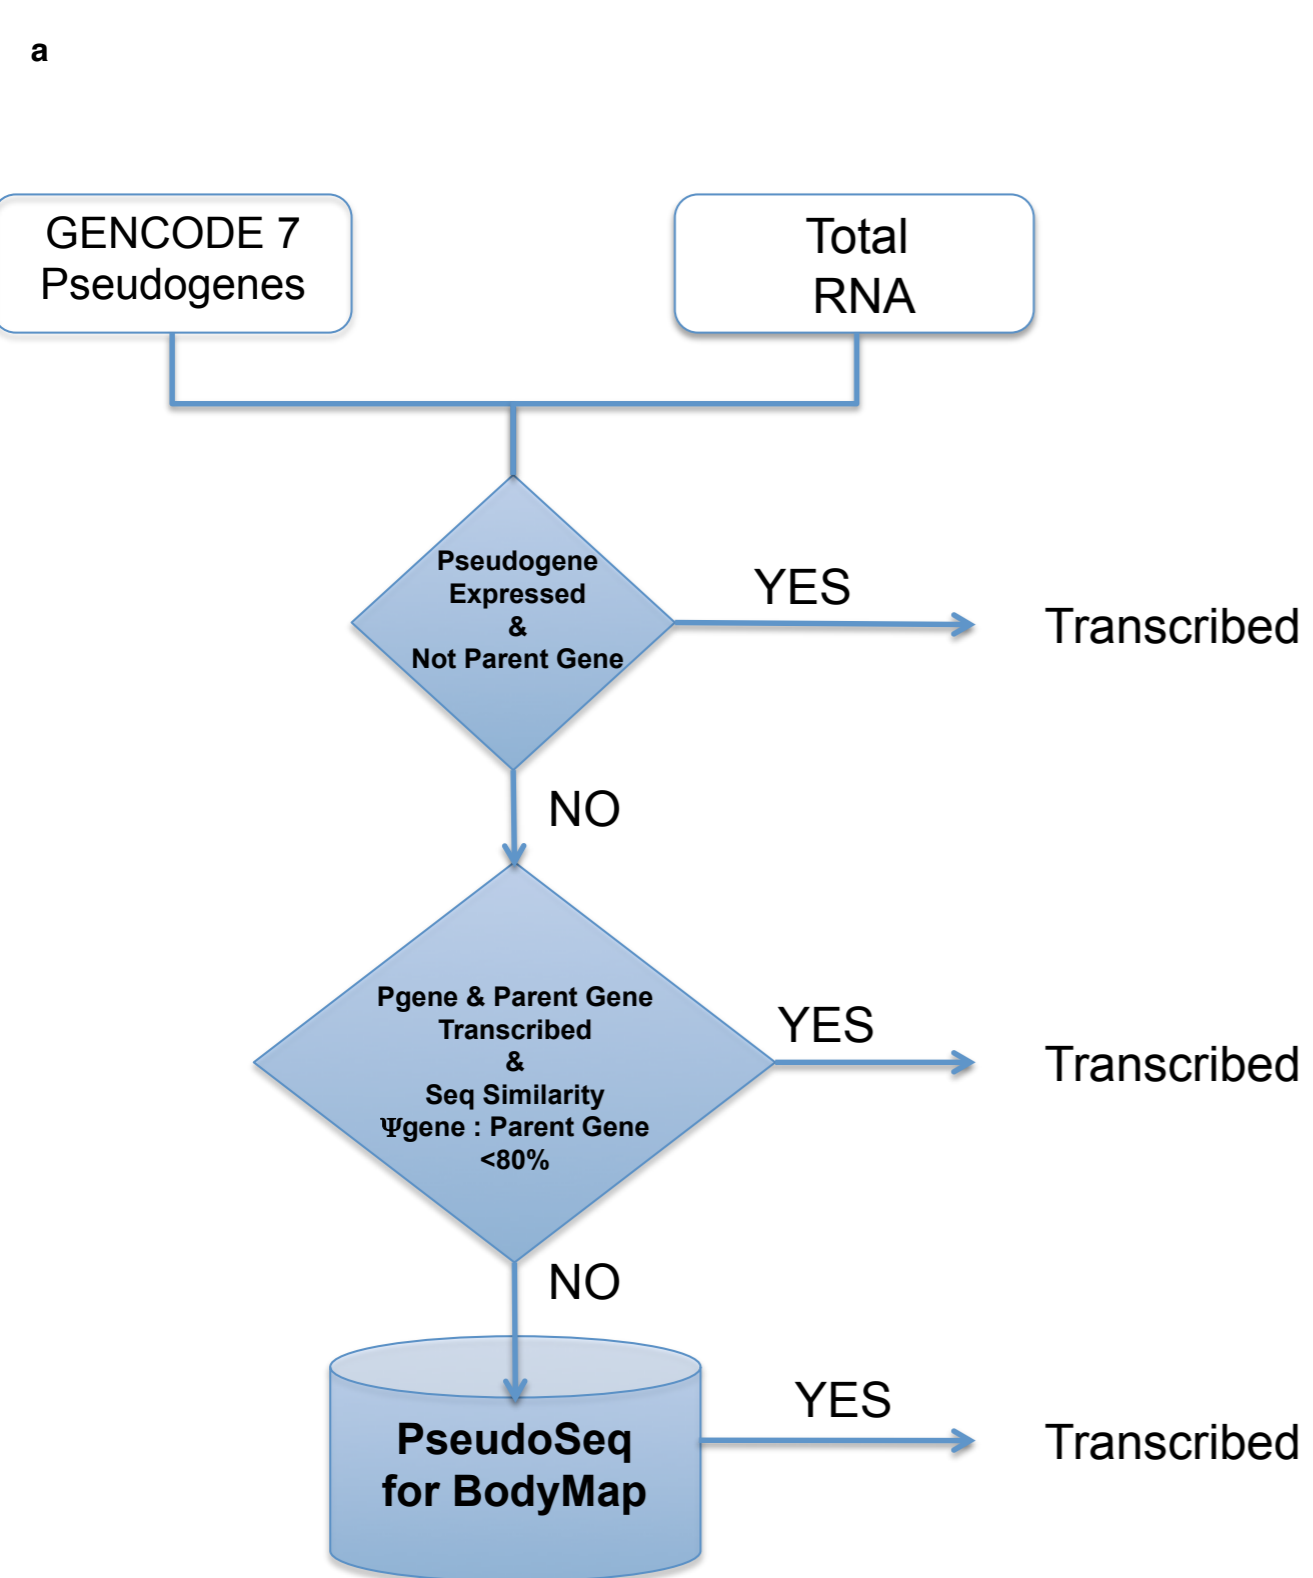 a
GENCODE 7
Pseudogenes
Total
RNA
Pseudogene
Expressed
&
Not Parent Gene
YES
Transcribed
NO
Pgene & Parent Gene
Transcribed
&
Seq Similarity
Ψgene : Parent Gene
<80%
YES
Transcribed
NO
PseudoSeq
for BodyMap
YES
Transcribed